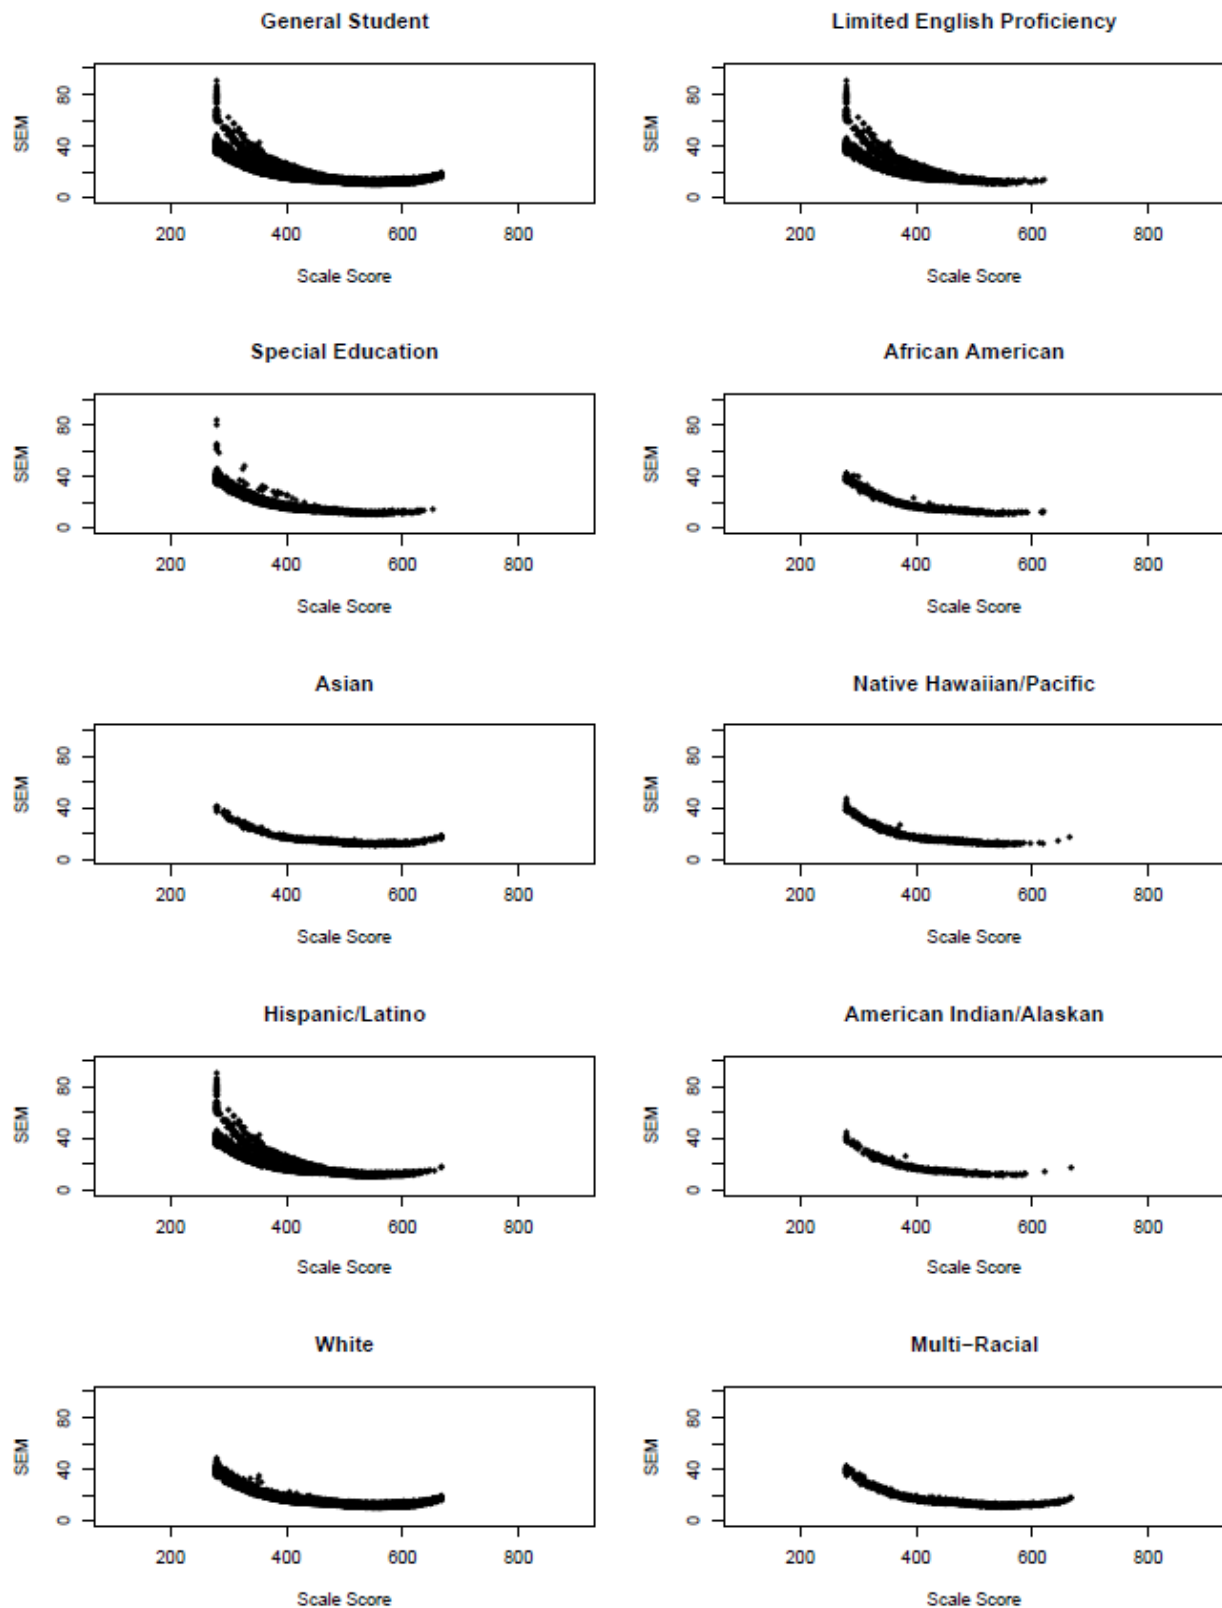 General Student
Limited English Proficiency
SEM
0 40 80
200 400 600 800
Scale Score
SEM
0 40 80
200 400 600 800
Scale Score
Special Education
African American
SEM
0 40 80
200 400 600 800
Scale Score
SEM
0 40 80
200 400 600 800
Scale Score
Asian
Native Hawaiian/Pacific
SEM
0 40 80
200 400 600 800
Scale Score
SEM
0 40 80
200 400 600 800
Scale Score
Hispanic/Latino
American Indian/Alaskan
SEM
0 40 80
200 400 600 800
Scale Score
SEM
0 40 80
200 400 600 800
Scale Score
White
Multi−Racial
SEM
0 40 80
200 400 600 800
Scale Score
SEM
0 40 80
200 400 600 800
Scale Score